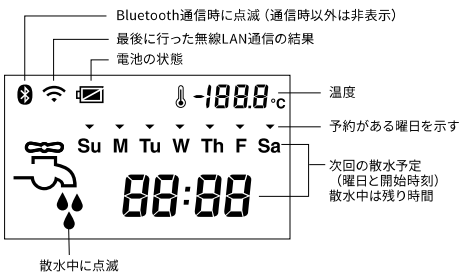 Bluetooth通信時に点滅（通信時以外は非表示）
最後に行った無線LAN通信の結果
電池の状態
-188.8°C
温度
予約がある曜日を示す
Su M Tu W Th F Sa
次回の散水予定
（曜日と開始時刻）
散水中は残り時間
88:88
散水中に点滅